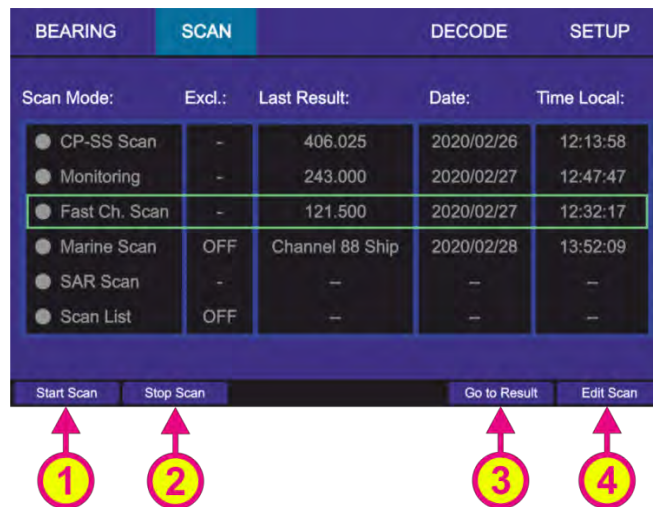 BEARING SCAN DECODE SETUP
Scan Mode: Excl.: Last Result: Date: Time Local:
CP-SS Scan - 406.025 2020/02/26 12:13:58
Monitoring - 243.000 2020/02/27 12:47:47
Fast Ch. Scan - 121.500 2020/02/27 12:32:17
Marine Scan OFF Channel 88 Ship 2020/02/28 13:52:09
SAR Scan - -- -- --
Scan List OFF -- -- --
Start Scan Stop Scan Go to Result Edit Scan
1 2 3 4